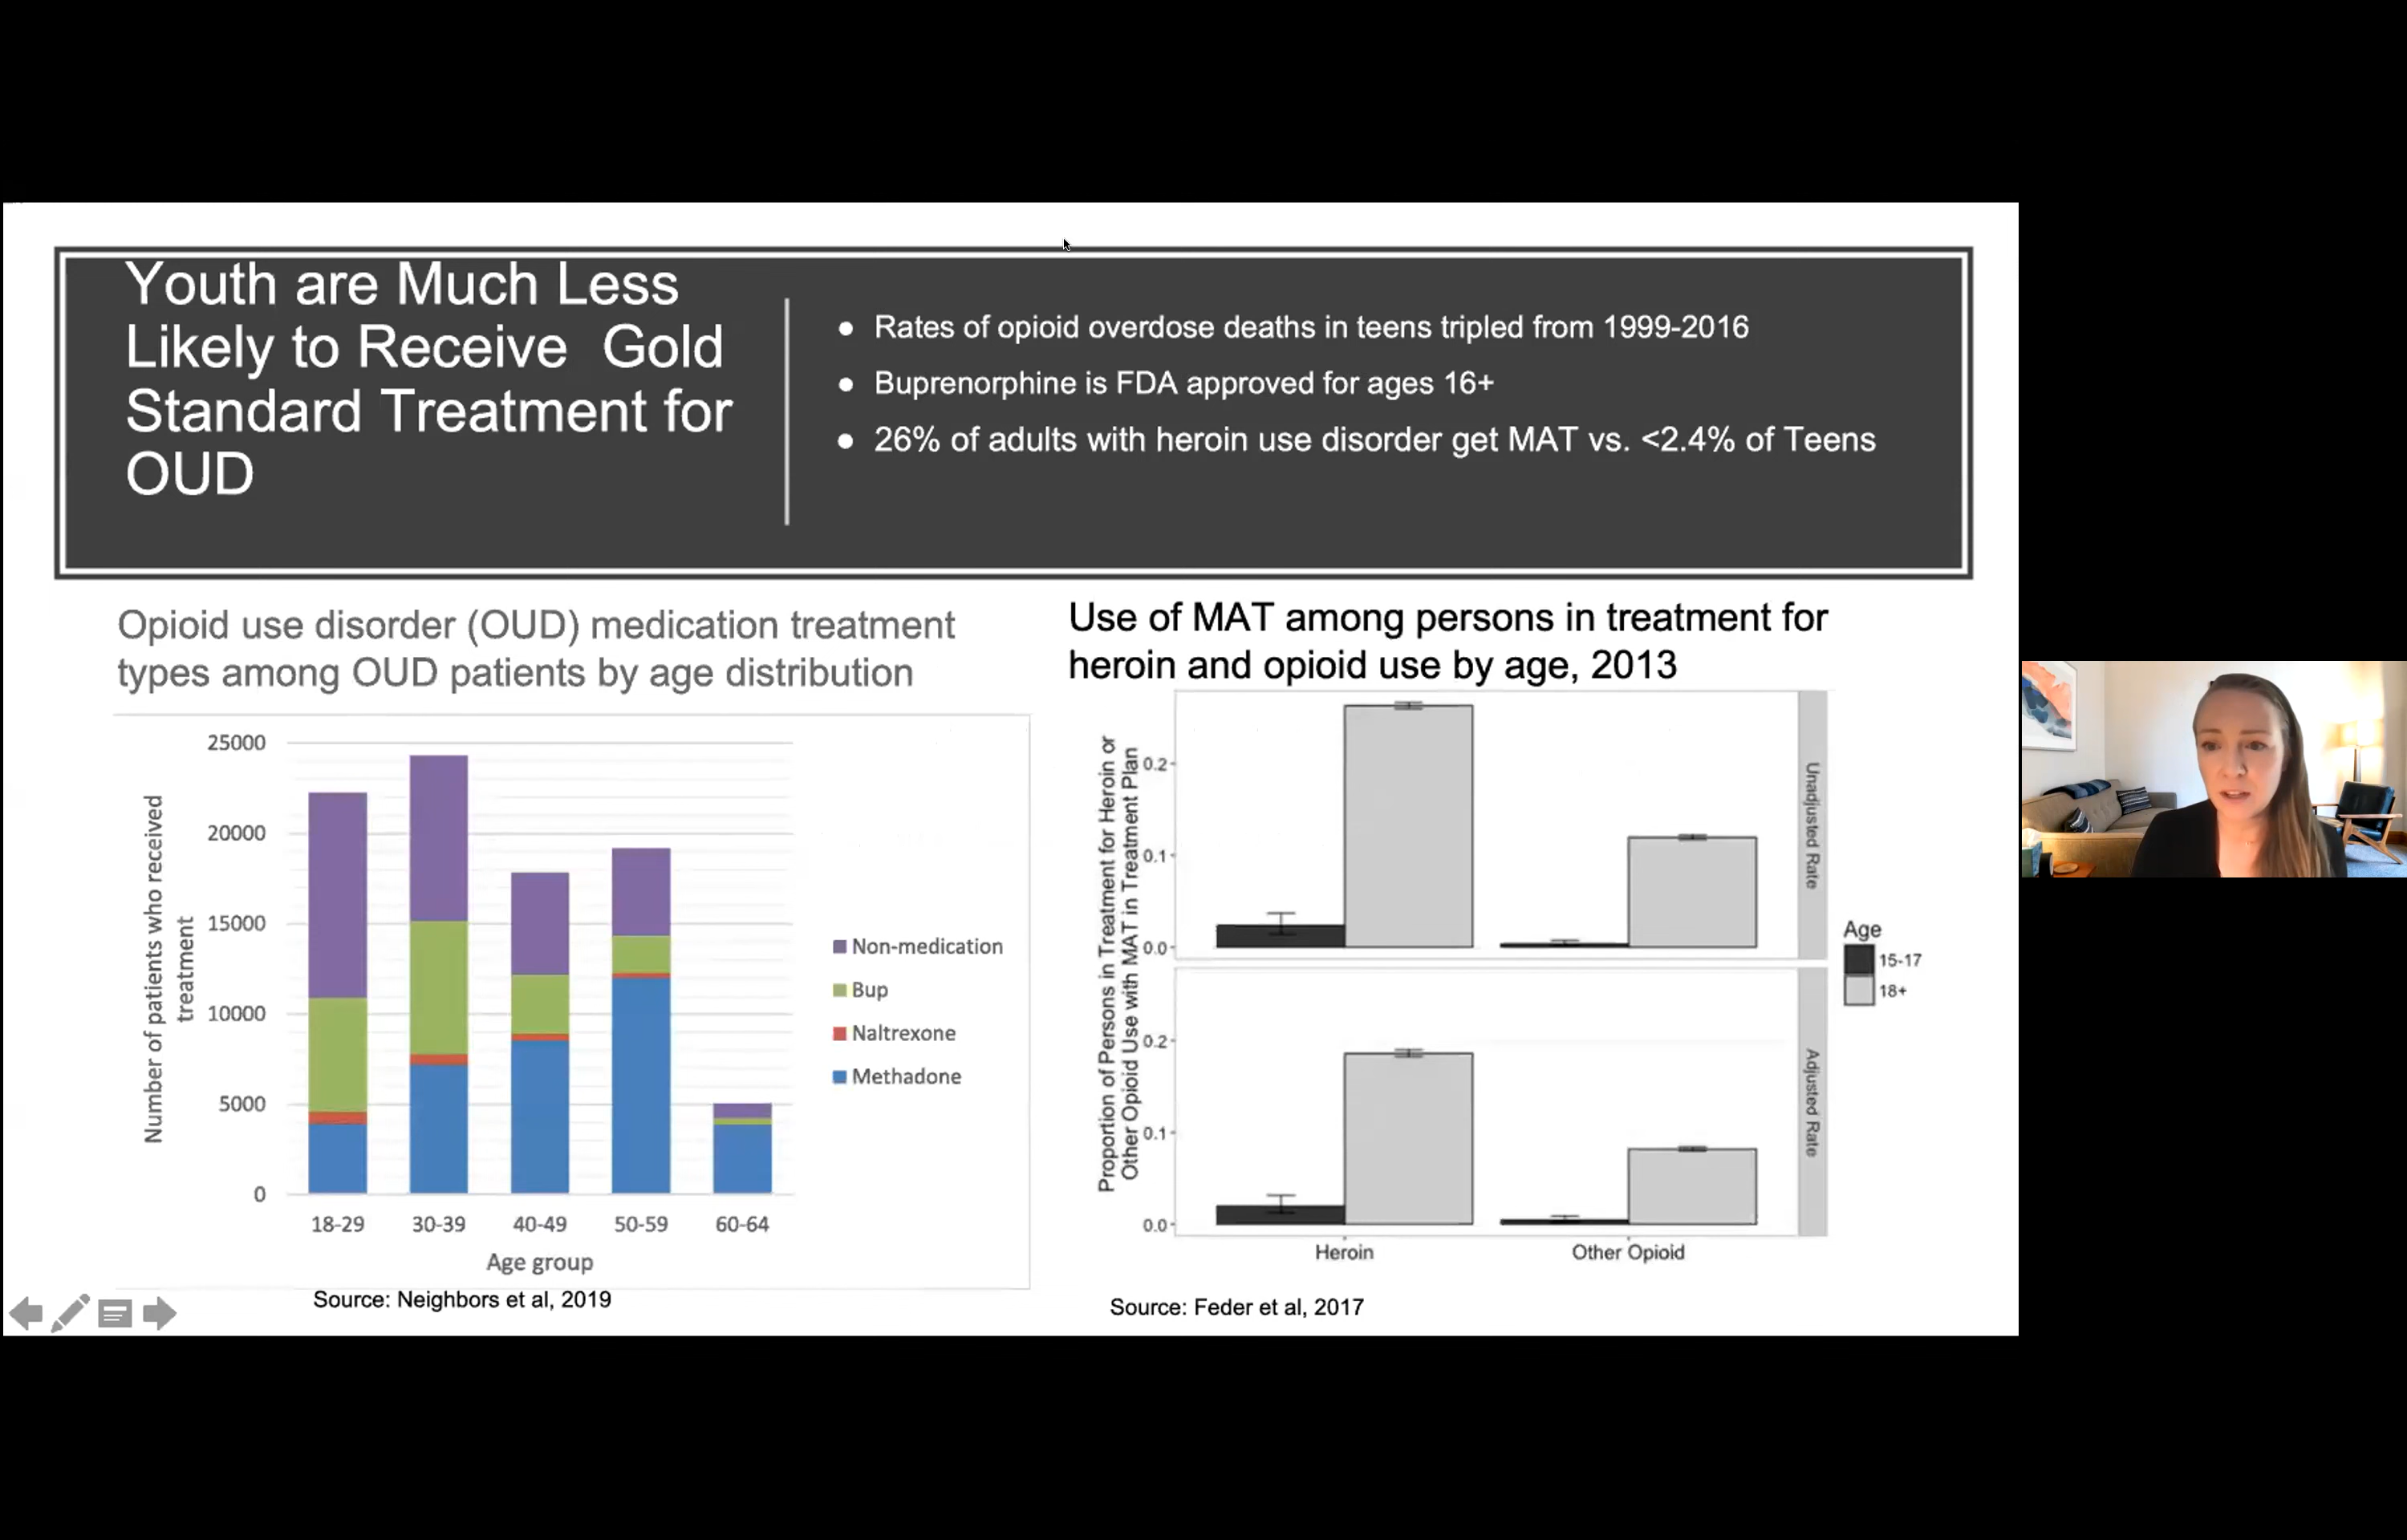 Youth are Much Less
Likely to Receive  Gold
Standard Treatment for
OUD
● Rates of opioid overdose deaths in teens tripled from 1999-2016
● Buprenorphine is FDA approved for ages 16+
● 26% of adults with heroin use disorder get MAT vs. <2.4% of Teens
Opioid use disorder (OUD) medication treatment
types among OUD patients by age distribution
Number of patients who received
treatment
25000
20000
15000
10000
5000
0
18-29
30-39
40-49
50-59
60-64
Age group
Non-medication
Bup
Naltrexone
Methadone
Source: Neighbors et al, 2019
Use of MAT among persons in treatment for
heroin and opioid use by age, 2013
Proportion of Persons in Treatment for Heroin or
Other Opioid Use with MAT in Treatment Plan
0.2
0.1
0.0
Unadjusted Rate
0.2
0.1
0.0
Adjusted Rate
Heroin
Other Opioid
Age
15-17
18+
Source: Feder et al, 2017